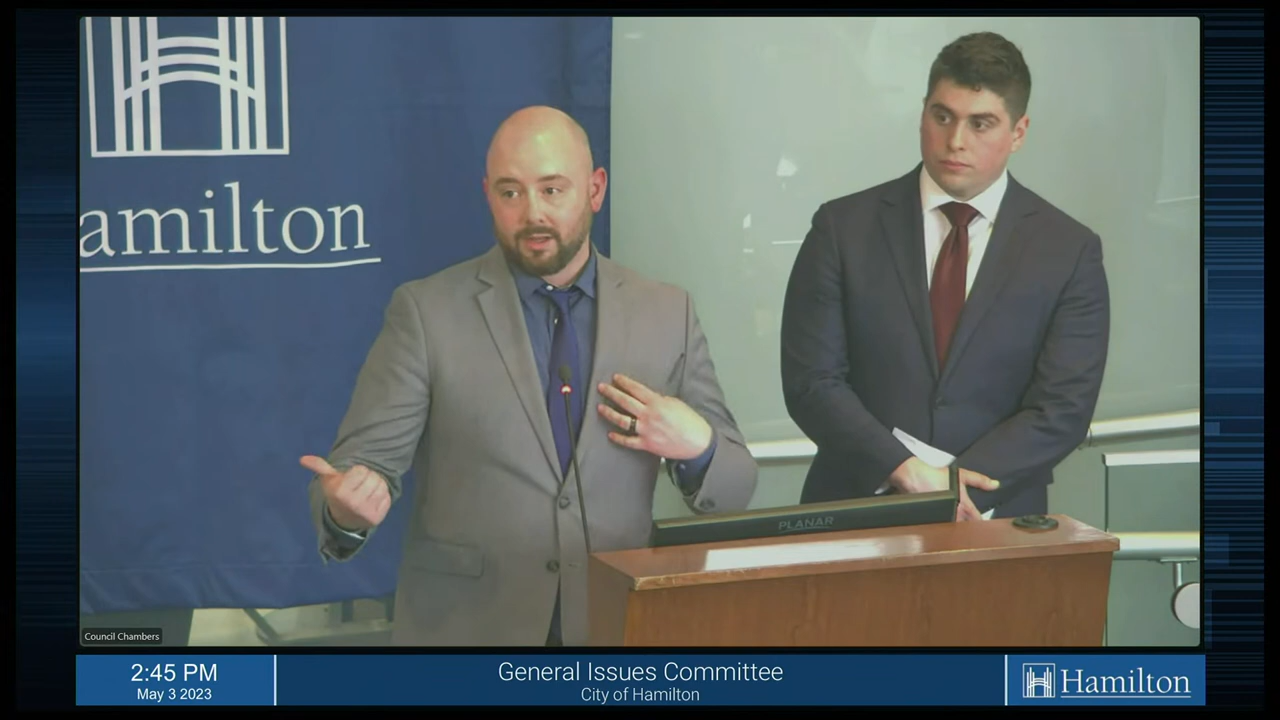 amilton
PLANAR
Council Chambers
2:45 PM
May 3 2023
General Issues Committee
City of Hamilton
Hamilton